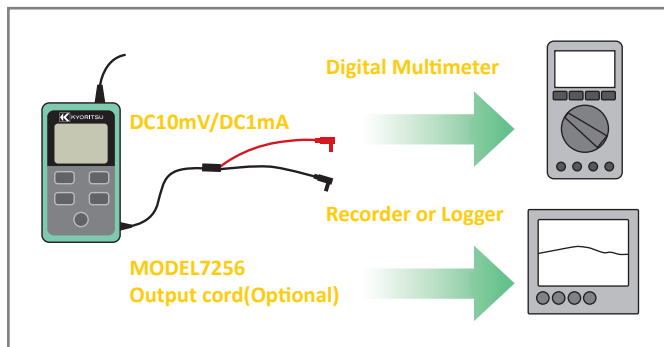 Digital Multimeter
KYORITSU
DC10mV/DC1mA
Recorder or Logger
MODEL7256
Output cord(Optional)